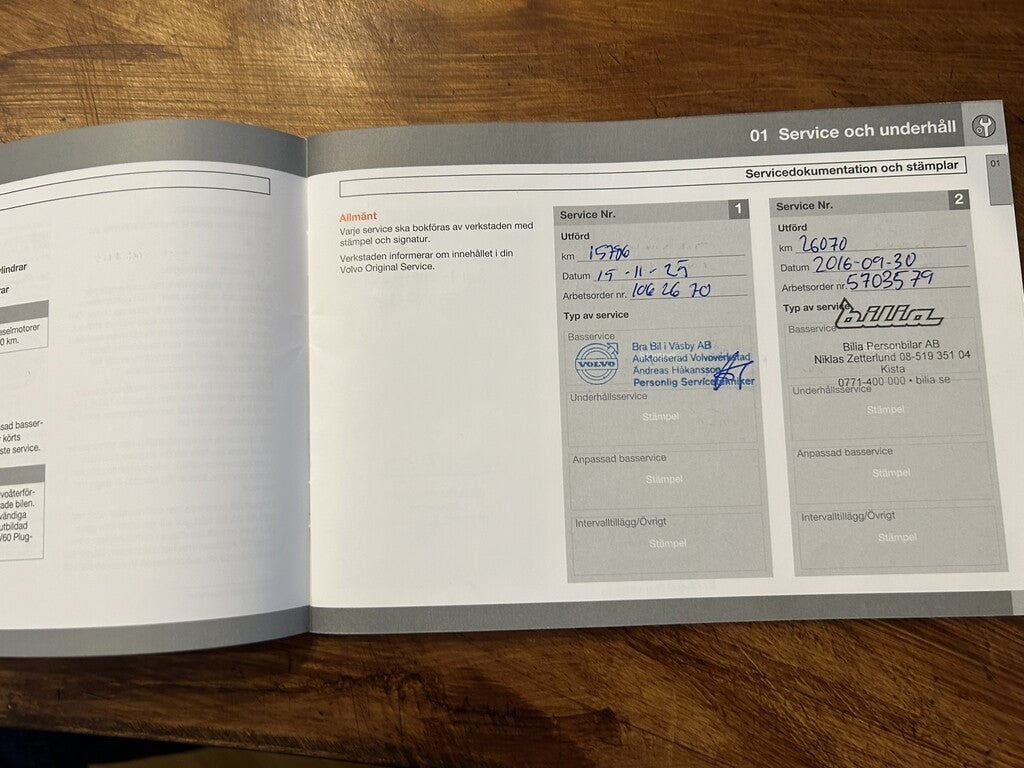 lindrar
rar
eselmotorer
0 km.
sad basser-
körts
ste service.
voåterför-
ade bilen.
vändiga
utbildad
/60 Plug-
01 Service och underhåll
01
Servicedokumentation och stämplar
Allmänt
Varje service ska bokföras av verkstaden med
stämpel och signatur.
Verkstaden informerar om innehållet i din
Volvo Original Service.
Service Nr. 1
Utförd
km 15706
Datum 15-11-25
Arbetsorder nr. 106 26 70
Typ av service
Basservice
VOLVO
Bra Bil i Väsby AB
Auktoriserad Volvoverkstad
Andreas Håkansson
Personlig Servicetekniker
Underhållsservice
Stämpel
Anpassad basservice
Stämpel
Intervalltillägg/Övrigt
Stämpel
Service Nr. 2
Utförd
km 26070
Datum 2016-09-30
Arbetsorder nr. 5703579
Typ av service
bilia
Basservice
Bilia Personbilar AB
Niklas Zetterlund 08-519 351 04
Kista
0771-400 000 • bilia.se
Underhållsservice
Stämpel
Anpassad basservice
Stämpel
Intervalltillägg/Övrigt
Stämpel